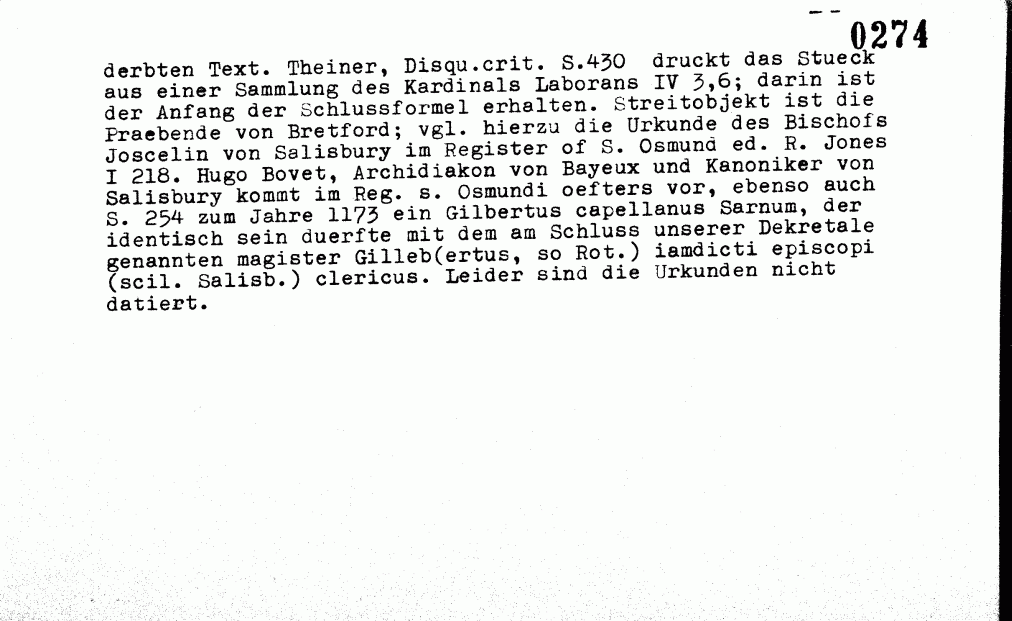 0274
derbten Text. Theiner, Disqu.crit. S.430 druckt das Stueck
aus einer Sammlung des Kardinals Laborans IV 3,6; darin ist
der Anfang der Schlussformel erhalten. Streitobjekt ist die
Praebende von Bretford; vgl. hierzu die Urkunde des Bischofs
Joscelin von Salisbury im Register of S. Osmund ed. R. Jones
I 218. Hugo Bovet, Archidiakon von Bayeux und Kanoniker von
Salisbury kommt im Reg. s. Osmundi oefters vor, ebenso auch
S. 254 zum Jahre 1173 ein Gilbertus capellanus Sarnum, der
identisch sein duerfte mit dem am Schluss unserer Dekretale
genannten magister Gilleb(ertus, so Rot.) iamdicti episcopi
(scil. Salisb.) clericus. Leider sind die Urkunden nicht
datiert.